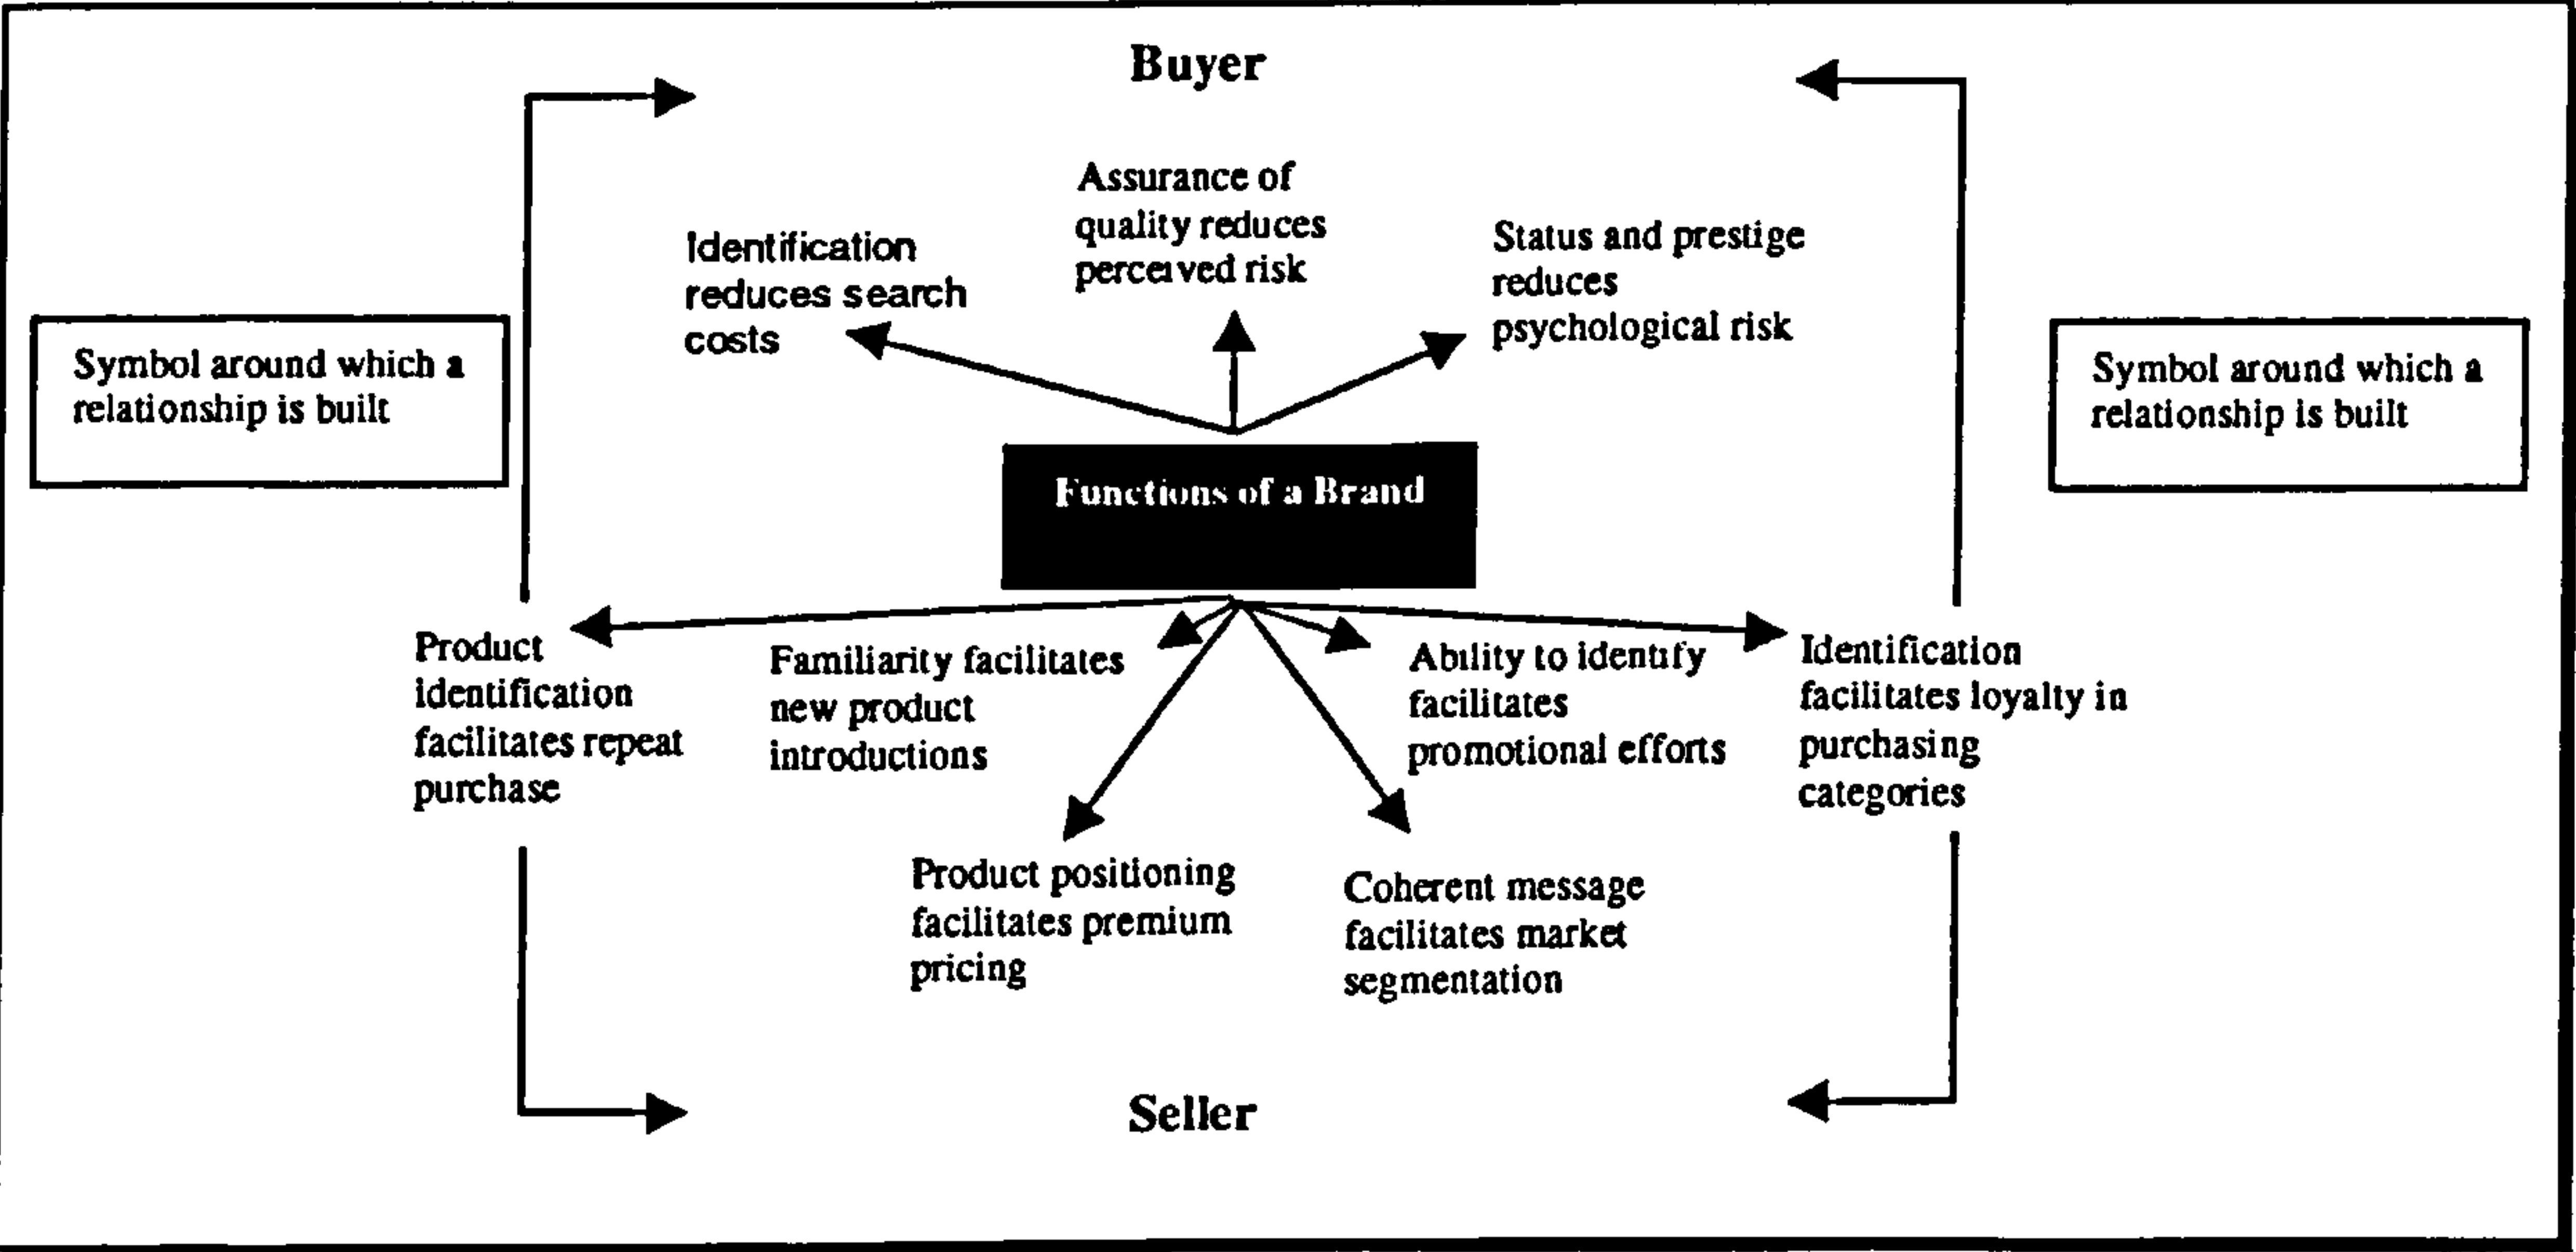 Buyer
Identification
reduces search
costs
Assurance of
quality reduces
perceived risk
Status and prestige
reduces
psychological risk
Symbol around which a
relationship is built
Functions of a Brand
Symbol around which a
relationship is built
Product
identification
facilitates repeat
purchase
Familiarity facilitates
new product
introductions
Ability to identify
facilitates
promotional efforts
Identification
facilitates loyalty in
purchasing
categories
Product positioning
facilitates premium
pricing
Coherent message
facilitates market
segmentation
Seller